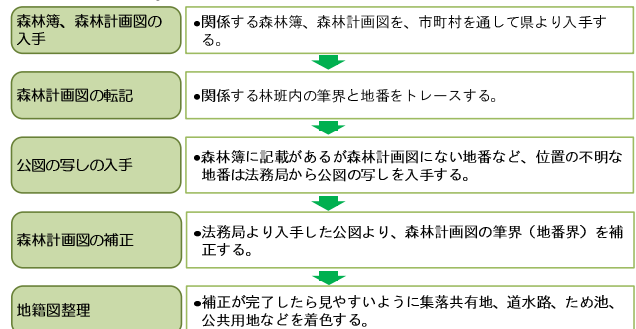 森林簿、森林計画図の
入手
●関係する森林簿、森林計画図を、市町村を通して県より入手す
る。
森林計画図の転記
●関係する林班内の筆界と地番をトレースする。
公図の写しの入手
●森林簿に記載があるが森林計画図にない地番など、位置の不明な
地番は法務局から公図の写しを入手する。
森林計画図の補正
●法務局より入手した公図より、森林計画図の筆界（地番界）を補
正する。
地籍図整理
●補正が完了したら見やすいように集落共有地、道水路、ため池、
公共用地などを着色する。